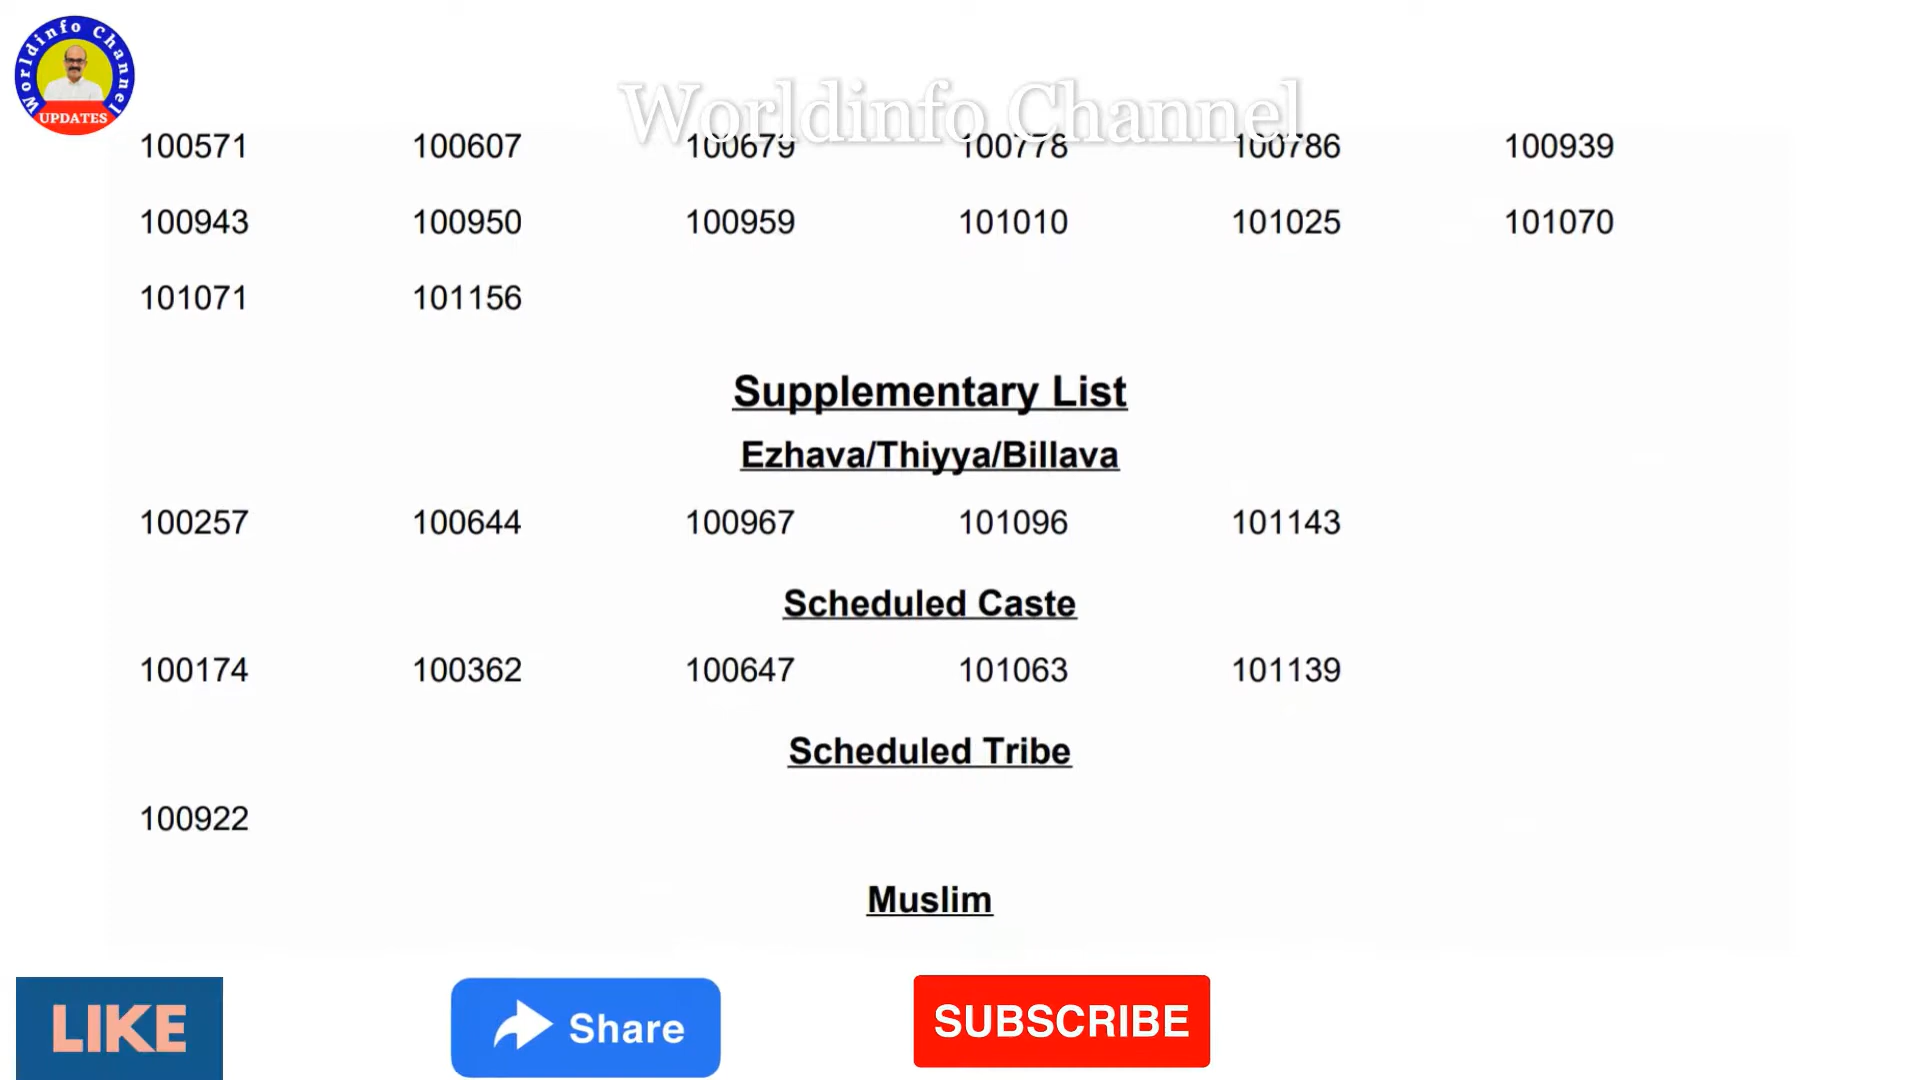 Worldinfo Channel
UPDATES
Worldinfo Channel
100571 100607 100679 100778 100786 100939
100943 100950 100959 101010 101025 101070
101071 101156
Supplementary List
Ezhava/Thiyya/Billava
100257 100644 100967 101096 101143
Scheduled Caste
100174 100362 100647 101063 101139
Scheduled Tribe
100922
Muslim
LIKE Share SUBSCRIBE